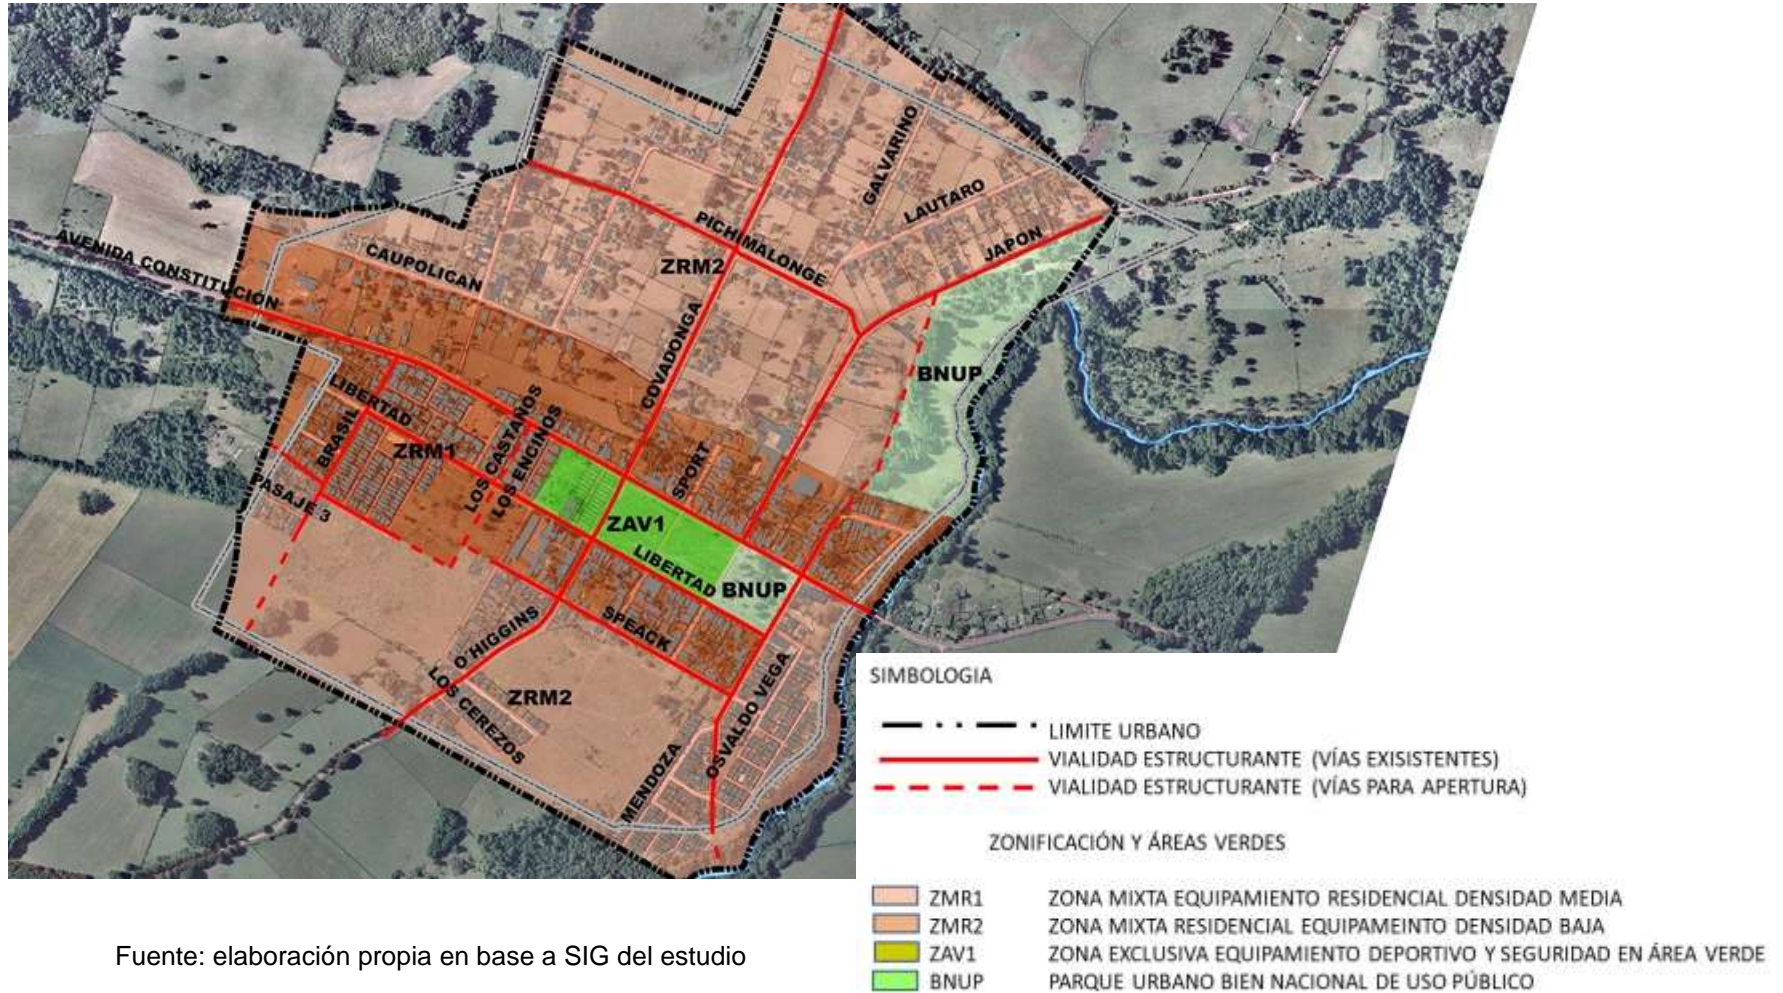 GALVARINO
LAUTARO
PICHIMALONGE
JAPON
AVENIDA CONSTITUCIÓN
CAUPOLICAN
ZRM2
COVADONGA
BNUP
LIBERTAD
BRASIL
ZRM1
LOS CASTAÑOS
LOS ENCINOS
SPORT
PASAJE 3
ZAV1
LIBERTAD
BNUP
O'HIGGINS
SPEACK
LOS CEREZOS
ZRM2
OSVALDO VEGA
MENDOZA
SIMBOLOGIA
LIMITE URBANO
VIALIDAD ESTRUCTURANTE (VÍAS EXISISTENTES)
VIALIDAD ESTRUCTURANTE (VÍAS PARA APERTURA)
ZONIFICACIÓN Y ÁREAS VERDES
ZMR1 ZONA MIXTA EQUIPAMIENTO RESIDENCIAL DENSIDAD MEDIA
ZMR2 ZONA MIXTA RESIDENCIAL EQUIPAMEINTO DENSIDAD BAJA
ZAV1 ZONA EXCLUSIVA EQUIPAMIENTO DEPORTIVO Y SEGURIDAD EN ÁREA VERDE
BNUP PARQUE URBANO BIEN NACIONAL DE USO PÚBLICO
Fuente: elaboración propia en base a SIG del estudio